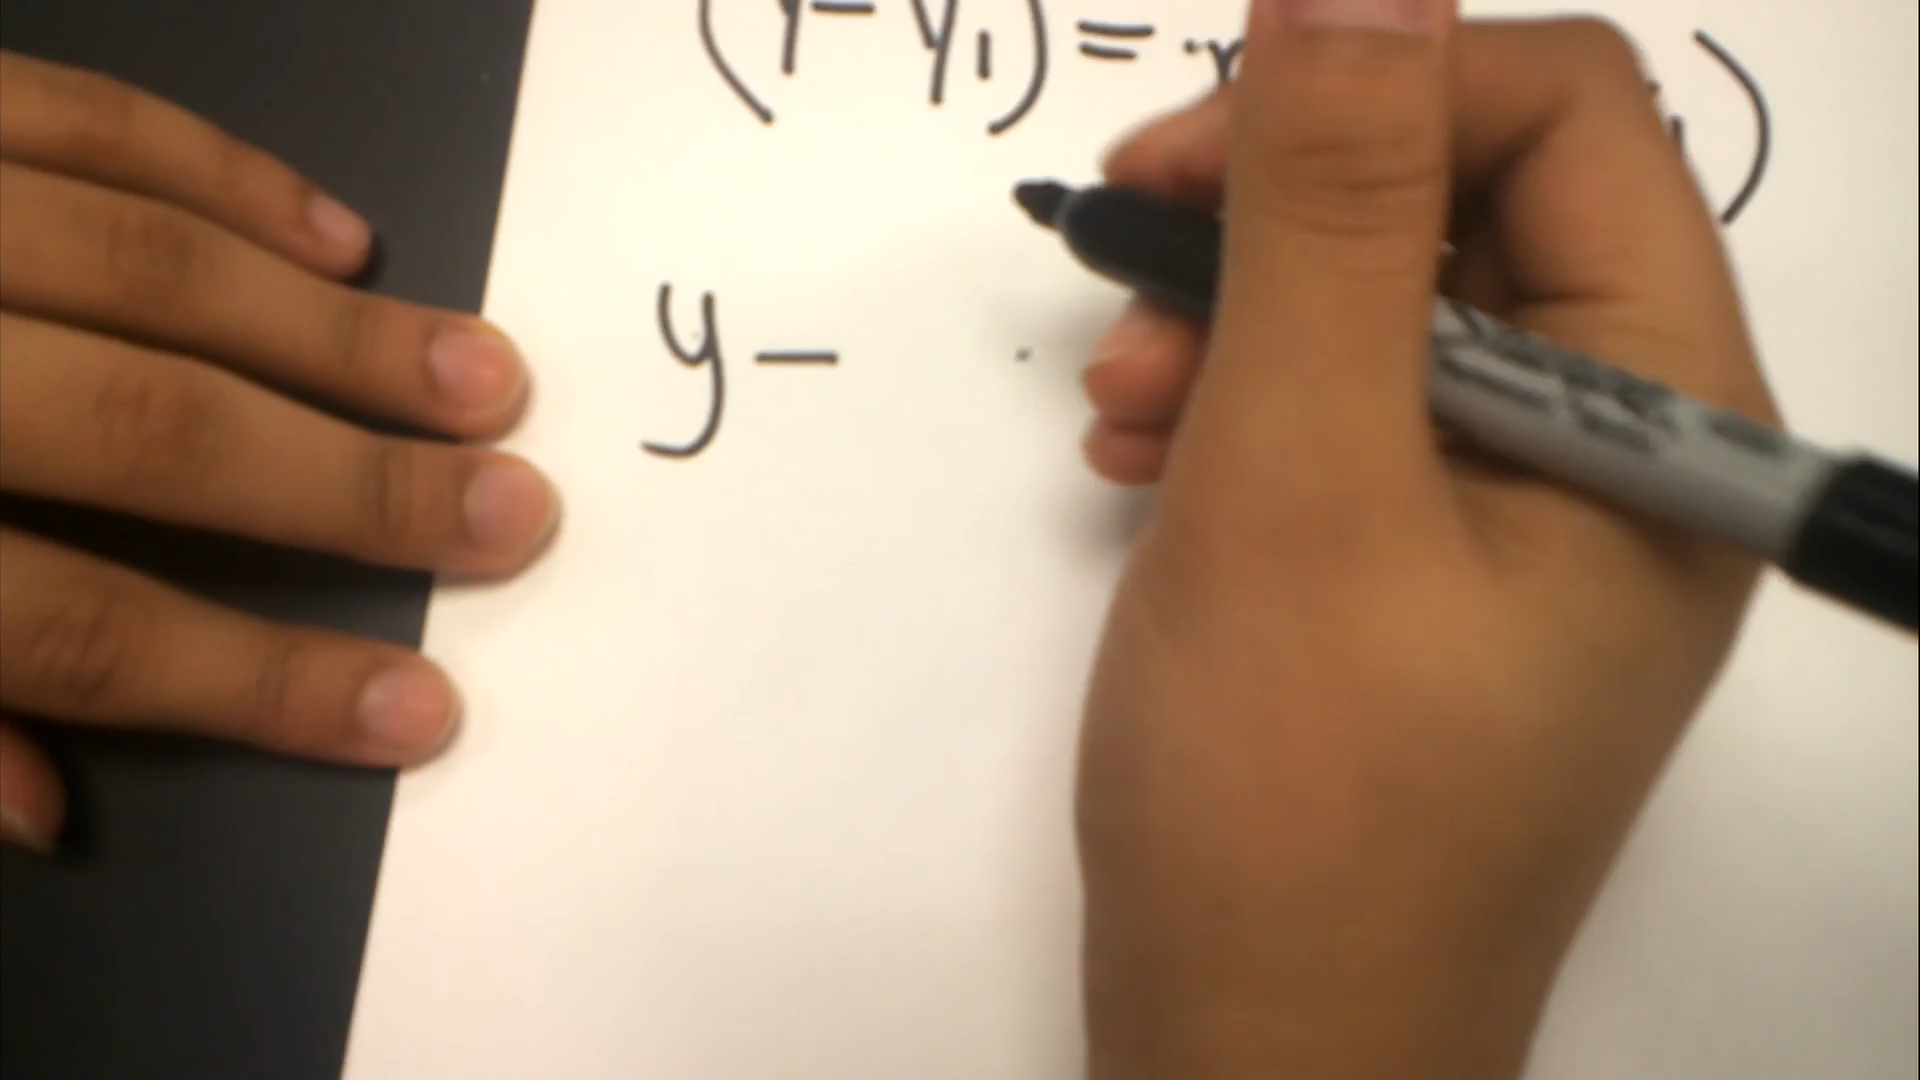 (y - y₁) = m
y -